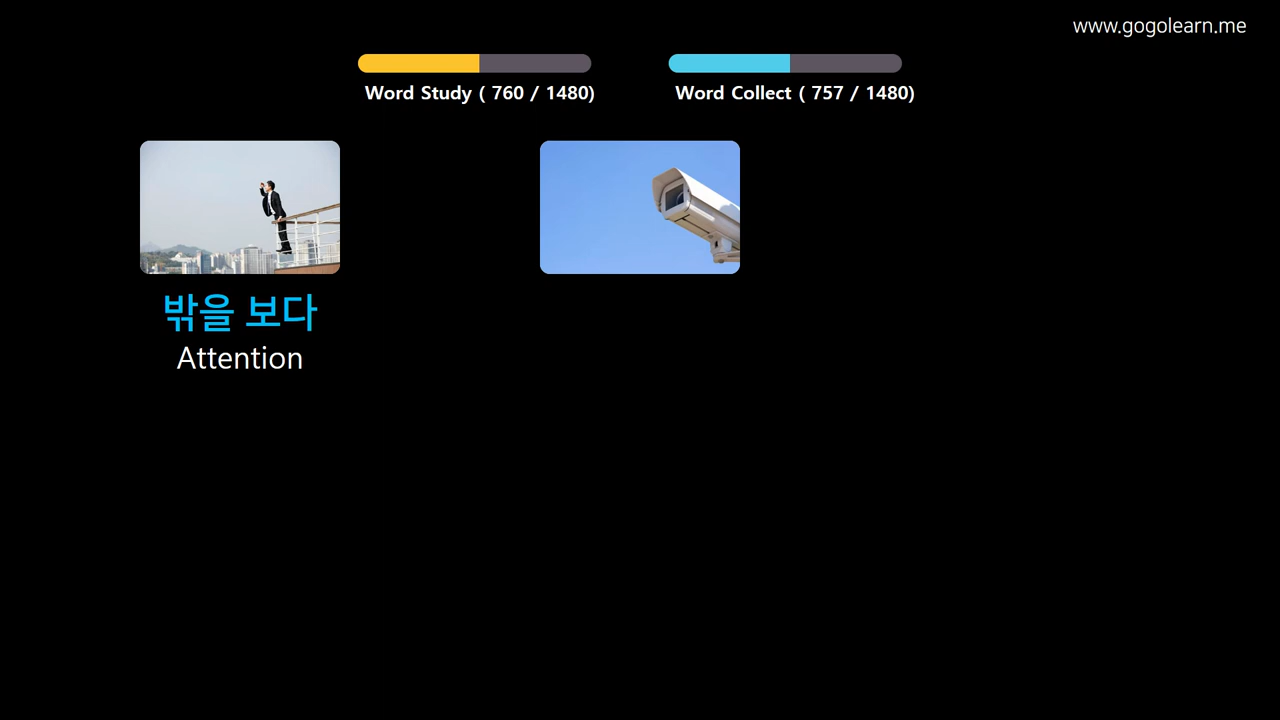 www.gogolearn.me
Word Study ( 760 / 1480)
Word Collect ( 757 / 1480)
밖을 보다
Attention